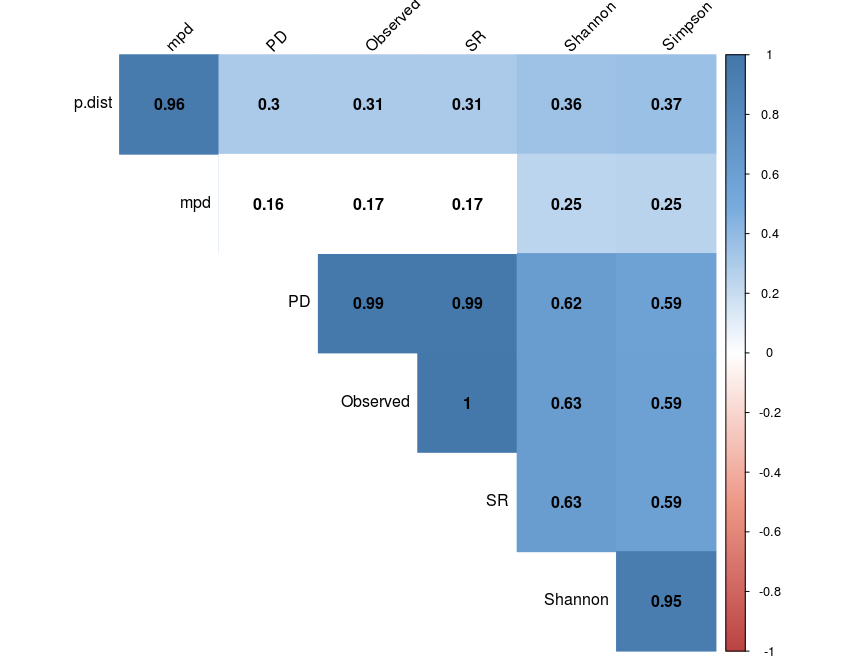 mpd PD Observed SR Shannon Simpson
1
p.dist 0.96 0.3 0.31 0.31 0.36 0.37
0.8
mpd 0.16 0.17 0.17 0.25 0.25
0.6
0.4
PD 0.99 0.99 0.62 0.59
0.2
0
Observed 1 0.63 0.59
-0.2
-0.4
SR 0.63 0.59
-0.6
Shannon 0.95
-0.8
-1